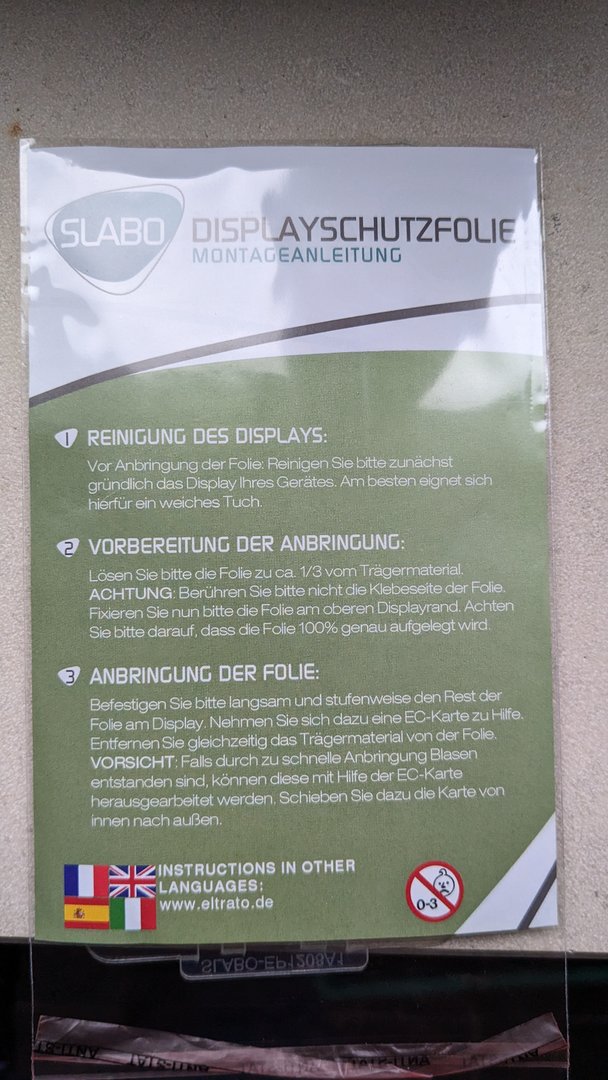 SLABO
DISPLAYSCHUTZFOLIE
MONTAGEANLEITUNG
1 REINIGUNG DES DISPLAYS:
Vor Anbringung der Folie: Reinigen Sie bitte zunächst
gründlich das Display Ihres Gerätes. Am besten eignet sich
hierfür ein weiches Tuch.
2 VORBEREITUNG DER ANBRINGUNG:
Lösen Sie bitte die Folie zu ca. 1/3 vom Trägermaterial.
ACHTUNG: Berühren Sie bitte nicht die Klebeseite der Folie.
Fixieren Sie nun bitte die Folie am oberen Displayrand. Achten
Sie bitte darauf, dass die Folie 100% genau aufgelegt wird.
3 ANBRINGUNG DER FOLIE:
Befestigen Sie bitte langsam und stufenweise den Rest der
Folie am Display. Nehmen Sie sich dazu eine EC-Karte zu Hilfe.
Entfernen Sie gleichzeitig das Trägermaterial von der Folie.
VORSICHT: Falls durch zu schnelle Anbringung Blasen
entstanden sind, können diese mit Hilfe der EC-Karte
herausgearbeitet werden. Schieben Sie dazu die Karte von
innen nach außen.
INSTRUCTIONS IN OTHER
LANGUAGES:
www.eltrato.de
0-3
SLABO-EP1208A1